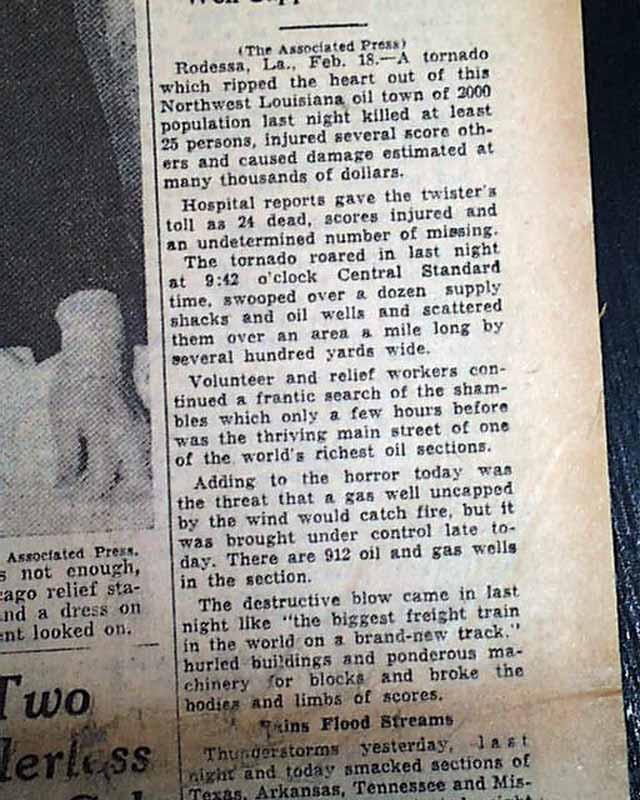 (The Associated Press)
Rodessa, La., Feb. 18.—A tornado
which ripped the heart out of this
Northwest Louisiana oil town of 2000
population last night killed at least
25 persons, injured several score oth-
ers and caused damage estimated at
many thousands of dollars.
Hospital reports gave the twister's
toll as 24 dead, scores injured and
an undetermined number of missing.
The tornado roared in last night
at 9:42 o'clock Central Standard
time, swooped over a dozen supply
shacks and oil wells and scattered
them over an area a mile long by
several hundred yards wide.
Volunteer and relief workers con-
tinued a frantic search of the sham-
bles which only a few hours before
was the thriving main street of one
of the world's richest oil sections.
Adding to the horror today was
the threat that a gas well uncapped
by the wind would catch fire, but it
was brought under control late to-
day. There are 912 oil and gas wells
in the section.
The destructive blow came in last
night like "the biggest freight train
in the world on a brand-new track."
hurled buildings and ponderous ma-
chinery for blocks and broke the
bodies and limbs of scores.
Rains Flood Streams
Thunderstorms yesterday, last
night and today smacked sections of
Texas, Arkansas, Tennessee and Mis-
Associated Press.
s not enough,
cago relief sta-
nd a dress on
ent looked on.
Two
lerless